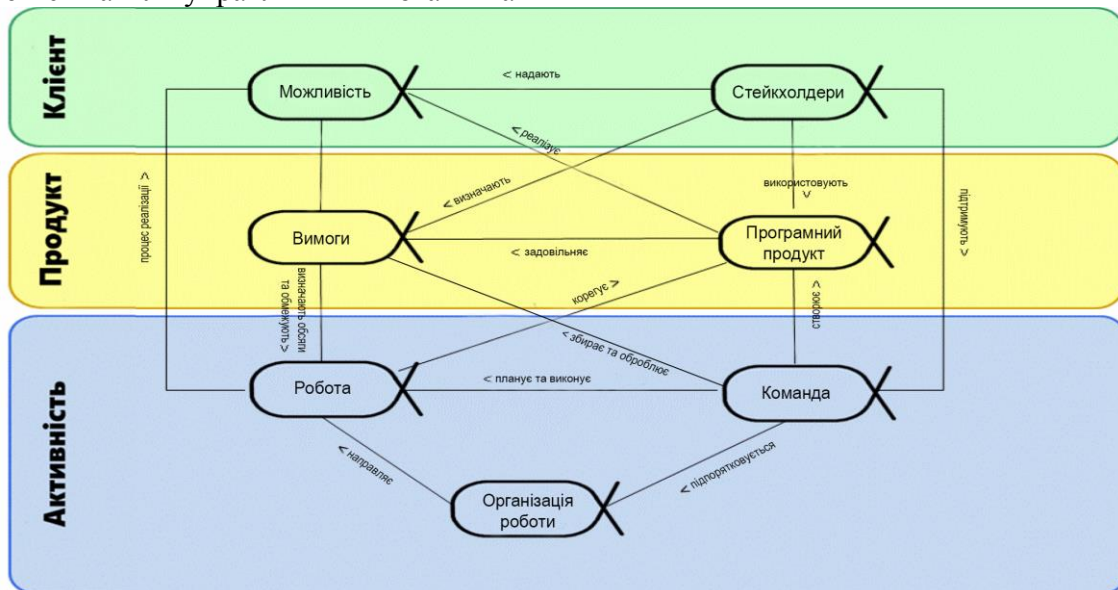 Клієнт
Можливість
< надають
Стейкхолдери
< реалізує
< визначають
використовують >
процес реалізації >
підтримують >
Продукт
Вимоги
< задовільняє
Програмний
продукт
визначають обсяги
та обмежують >
корегує >
створює >
< збирає та оброблює
Активність
Робота
< планує та виконує
Команда
< направляє
< підпорятковується
Організація
роботи